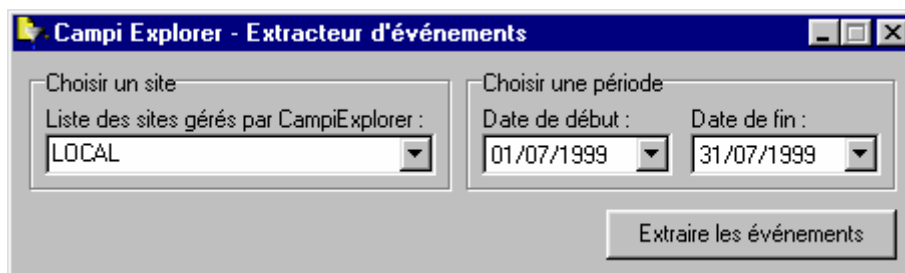 Campi Explorer - Extracteur d'événements
Choisir un site
Liste des sites gérés par CampiExplorer :
LOCAL
Choisir une période
Date de début : Date de fin :
01/07/1999 31/07/1999
Extraire les événements